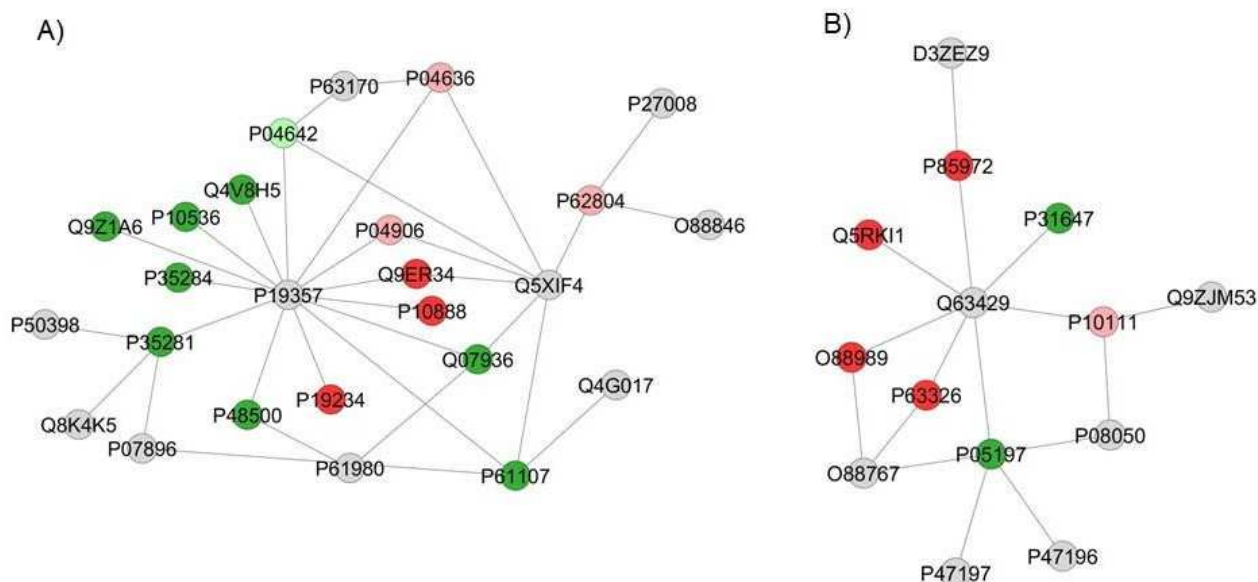 A)
P63170
P04636
P04642
P27008
Q4V8H5
P62804
P10536
Q9Z1A6
O88846
P04906
Q9ER34
P35284
P19357
Q5XIF4
P10888
P50398
P35281
Q07936
Q4G017
P19234
P48500
Q8K4K5
P07896
P61980
P61107
B)
D3ZEZ9
P85972
P31647
Q5RKI1
Q63429
Q9ZJM53
P10111
O88989
P63326
P08050
P05197
O88767
P47196
P47197